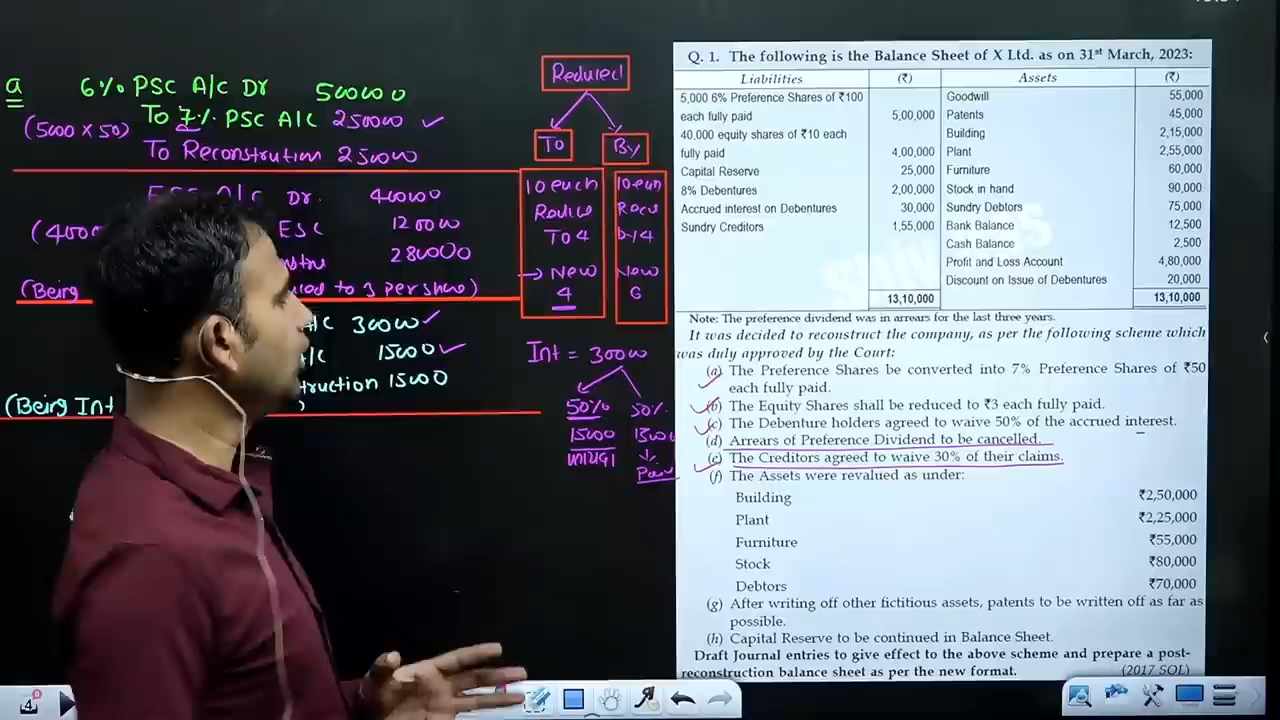 a
6% PSC A/c Dr 500000
To 7% PSC A/c 250000 ✓
(5000 x 50)
To Reconstrution 250000
A/c Dr. 400000
ESC 120000
280000
(Being to 3 per share)
30000 ✓
15000 ✓
truction 15000
(Being Int )
Reduced
To
By
10 each
Reduce
To 4
→ New
4
10 each
by 4
New
6
Int = 30000
50% 50%
15000
Paid
Q. 1. The following is the Balance Sheet of X Ltd. as on 31st March, 2023:
Liabilities (₹) Assets (₹)
5,000 6% Preference Shares of ₹100 Goodwill 55,000
each fully paid 5,00,000 Patents 45,000
40,000 equity shares of ₹10 each Building 2,15,000
fully paid 4,00,000 Plant 2,55,000
Capital Reserve 25,000 Furniture 60,000
8% Debentures 2,00,000 Stock in hand 90,000
Accrued interest on Debentures 30,000 Sundry Debtors 75,000
Sundry Creditors 1,55,000 Bank Balance 12,500
Cash Balance 2,500
Profit and Loss Account 4,80,000
Discount on Issue of Debentures 20,000
13,10,000 13,10,000
Note: The preference dividend was in arrears for the last three years.
It was decided to reconstruct the company, as per the following scheme which
was duly approved by the Court:
(a) The Preference Shares be converted into 7% Preference Shares of ₹50
each fully paid.
(b) The Equity Shares shall be reduced to ₹3 each fully paid.
(c) The Debenture holders agreed to waive 50% of the accrued interest.
(d) Arrears of Preference Dividend to be cancelled.
(e) The Creditors agreed to waive 30% of their claims.
(f) The Assets were revalued as under:
Building ₹2,50,000
Plant ₹2,25,000
Furniture ₹55,000
Stock ₹80,000
Debtors ₹70,000
(g) After writing off other fictitious assets, patents to be written off as far as
possible.
(h) Capital Reserve to be continued in Balance Sheet.
Draft Journal entries to give effect to the above scheme and prepare a post-
reconstruction balance sheet as per the new format. (2017 SOL)
4